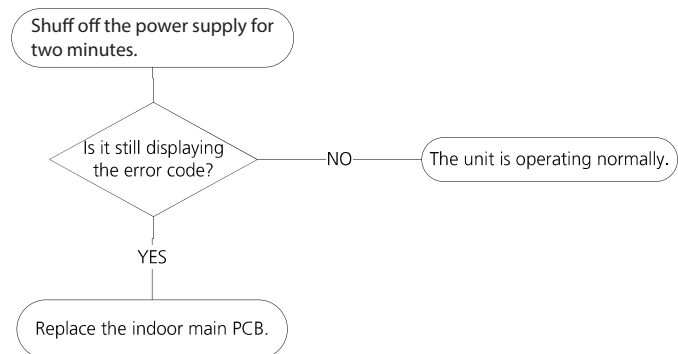 Shuff off the power supply for
two minutes.
Is it still displaying
the error code?
NO
The unit is operating normally.
YES
Replace the indoor main PCB.